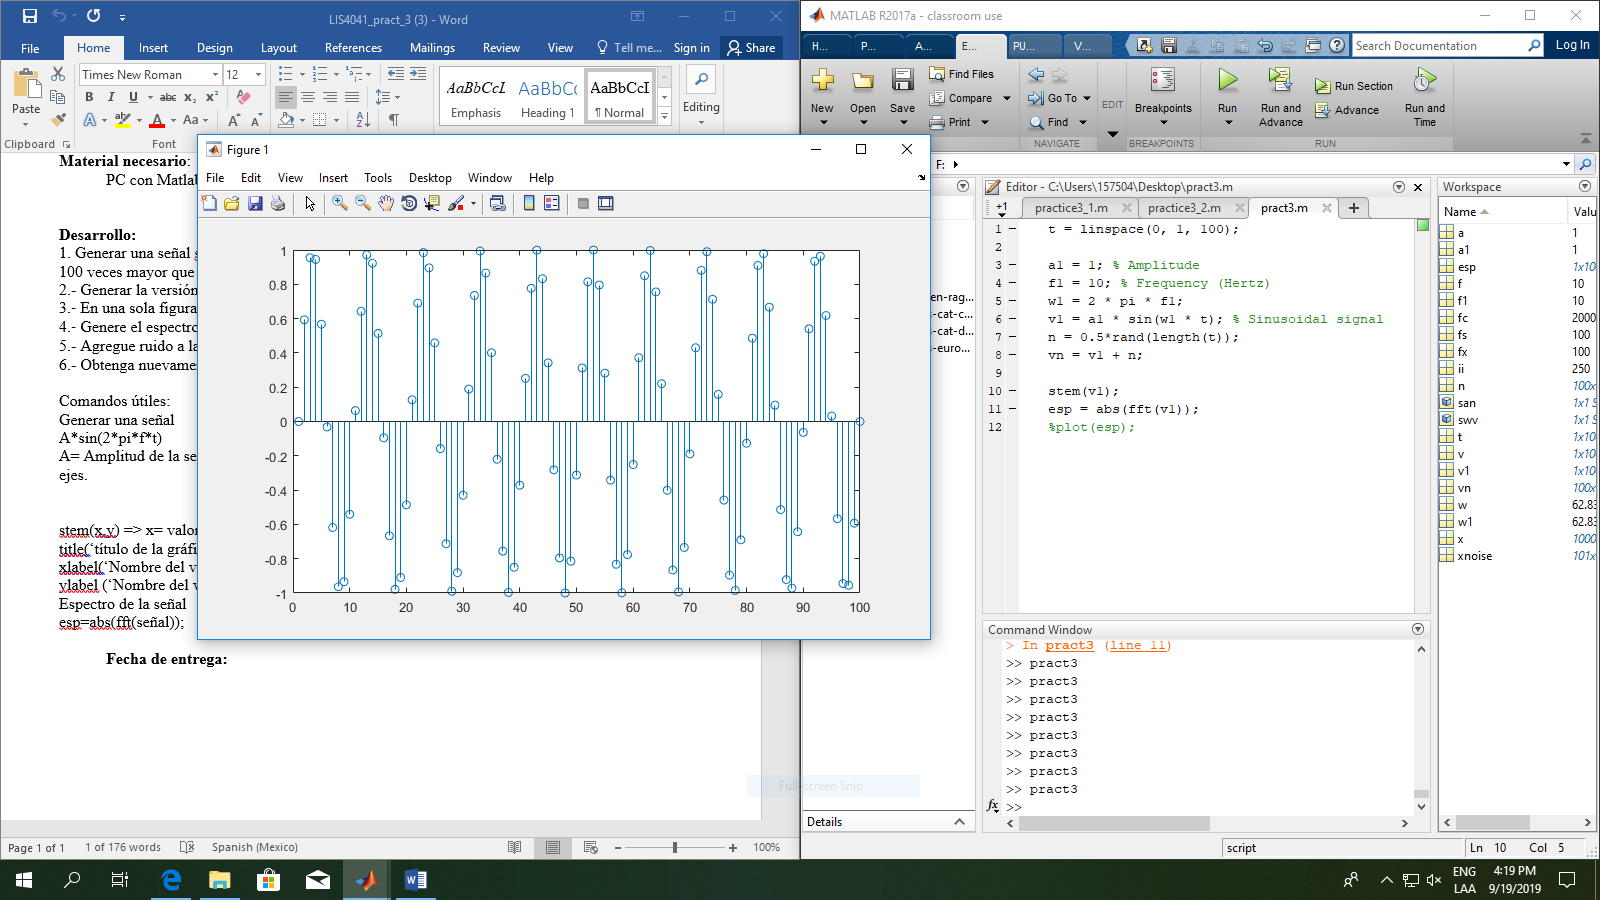 LIS4041_pract_3 (3) - Word
File Home Insert Design Layout References Mailings Review View Tell me... Sign in Share
Paste
Clipboard
Times New Roman 12
B I U abc x₂ x²
A ab A Aa A A
Font
AaBbCcI AaBbCc AaBbCcI
Emphasis Heading 1 ¶ Normal
Editing
Material necesario:
PC con Matlab
Desarrollo:
1. Generar una señal s
100 veces mayor que
2.- Generar la versión
3.- En una sola figura
4.- Genere el espectro
5.- Agregue ruido a la
6.- Obtenga nuevame
Comandos útiles:
Generar una señal
A*sin(2*pi*f*t)
A= Amplitud de la se
ejes.
stem(x,y) => x= valor
title(‘título de la gráfi
xlabel(‘Nombre del v
ylabel (‘Nombre del v
Espectro de la señal
esp=abs(fft(señal));
Fecha de entrega:
Page 1 of 1 1 of 176 words Spanish (Mexico) 100%
Figure 1
File Edit View Insert Tools Desktop Window Help
1
0.8
0.6
0.4
0.2
0
-0.2
-0.4
-0.6
-0.8
-1
0 10 20 30 40 50 60 70 80 90 100
Full-screen Snip
MATLAB R2017a - classroom use
H... P... A... E... PU... V... Search Documentation Log In
New Open Save
Find Files
Compare
Print
Go To
Find
NAVIGATE
EDIT
Breakpoints
BREAKPOINTS
Run
Run and Advance
Run Section
Advance
Run and Time
RUN
F:
en-rag...
-cat-c...
-cat-d...
-euro...
Details
Editor - C:\Users\157504\Desktop\pract3.m
+1 practice3_1.m practice3_2.m pract3.m
1 t = linspace(0, 1, 100);
2
3 a1 = 1; % Amplitude
4 f1 = 10; % Frequency (Hertz)
5 w1 = 2 * pi * f1;
6 v1 = a1 * sin(w1 * t); % Sinusoidal signal
7 n = 0.5*rand(length(t));
8 vn = v1 + n;
9
10 stem(v1);
11 esp = abs(fft(v1));
12 %plot(esp);
Command Window
> In pract3 (line 11)
>> pract3
>> pract3
>> pract3
>> pract3
>> pract3
>> pract3
>> pract3
>> pract3
fx >>
Workspace
Name Valu
a 1
a1 1
esp 1x10
f 10
f1 10
fc 2000
fs 100
fx 100
ii 250
n 100x
san 1x1 S
swv 1x1 S
t 1x10
v 1x10
v1 1x10
vn 100x
w 62.83
w1 62.83
x 1000
xnoise 101x
script Ln 10 Col 5
ENG
LAA
4:19 PM
9/19/2019